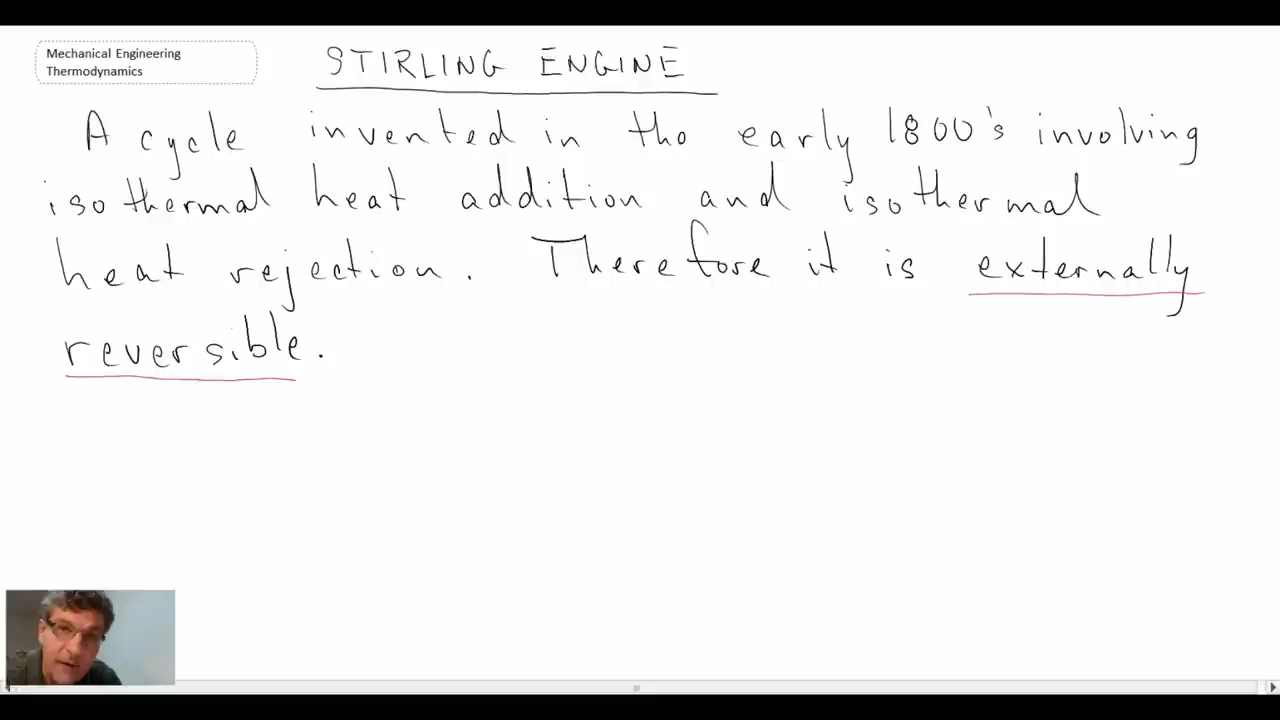 Mechanical Engineering
Thermodynamics
STIRLING ENGINE
A cycle invented in the early 1800's involving
isothermal heat addition and isothermal
heat rejection. Therefore it is externally
reversible.